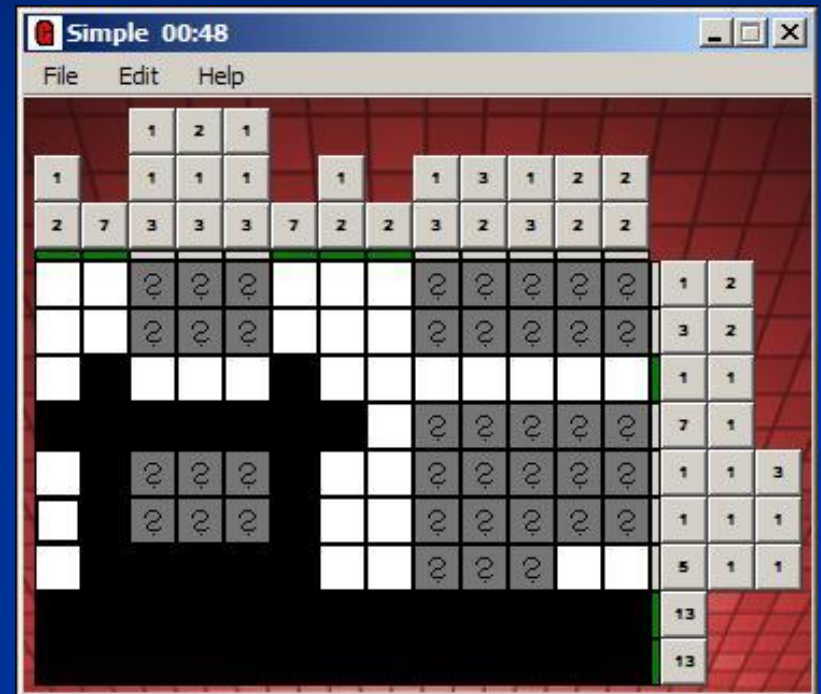 Simple 00:48
File Edit Help
1 2 1
1 1 1 1 1 1 3 1 2 2
2 7 3 3 3 7 2 2 3 2 3 2 2
? ? ? ? ? ? ? ? 1 2
? ? ? ? ? ? ? ? 3 2
1 1
? ? ? ? ? 7 1
? ? ? ? ? ? ? ? 1 1 3
? ? ? ? ? ? ? ? 1 1 1
? ? ? 5 1 1
13
13